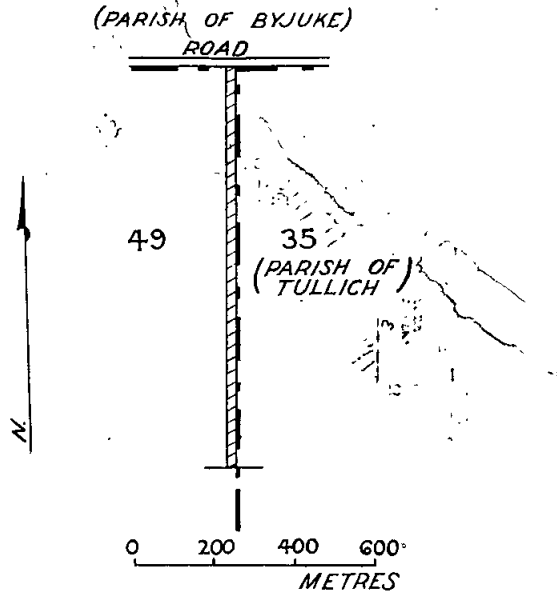 (PARISH OF BYJUKE)
ROAD
49
35
(PARISH OF
TULLICH)
N.
0 200 400 600
METRES